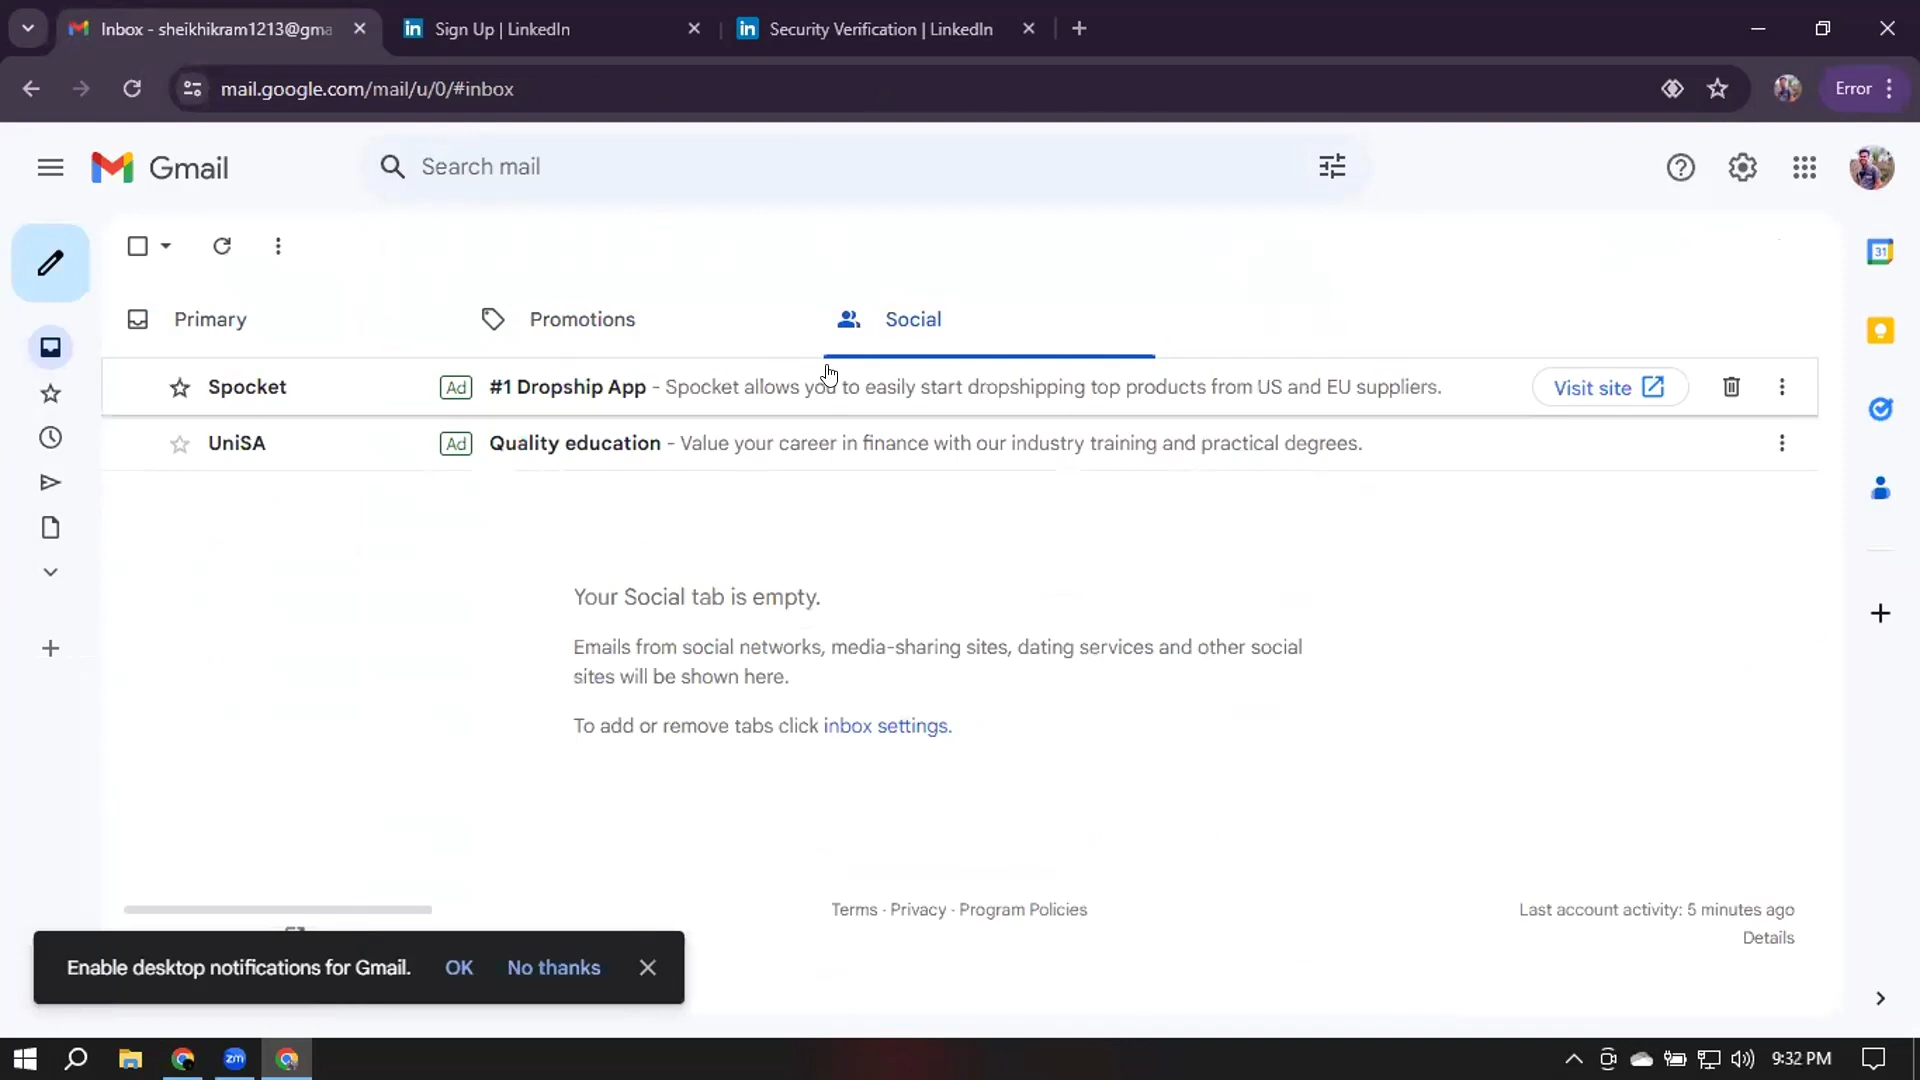 Inbox - sheikhikram1213@gma
Sign Up | LinkedIn
Security Verification | LinkedIn
mail.google.com/mail/u/0/#inbox
Error
Gmail
Search mail
Primary
Promotions
Social
Spocket
Ad
#1 Dropship App - Spocket allows you to easily start dropshipping top products from US and EU suppliers.
Visit site
UniSA
Ad
Quality education - Value your career in finance with our industry training and practical degrees.
Your Social tab is empty.
Emails from social networks, media-sharing sites, dating services and other social
sites will be shown here.
To add or remove tabs click inbox settings.
Terms · Privacy · Program Policies
Last account activity: 5 minutes ago
Details
Enable desktop notifications for Gmail.
OK
No thanks
31
zm
9:32 PM